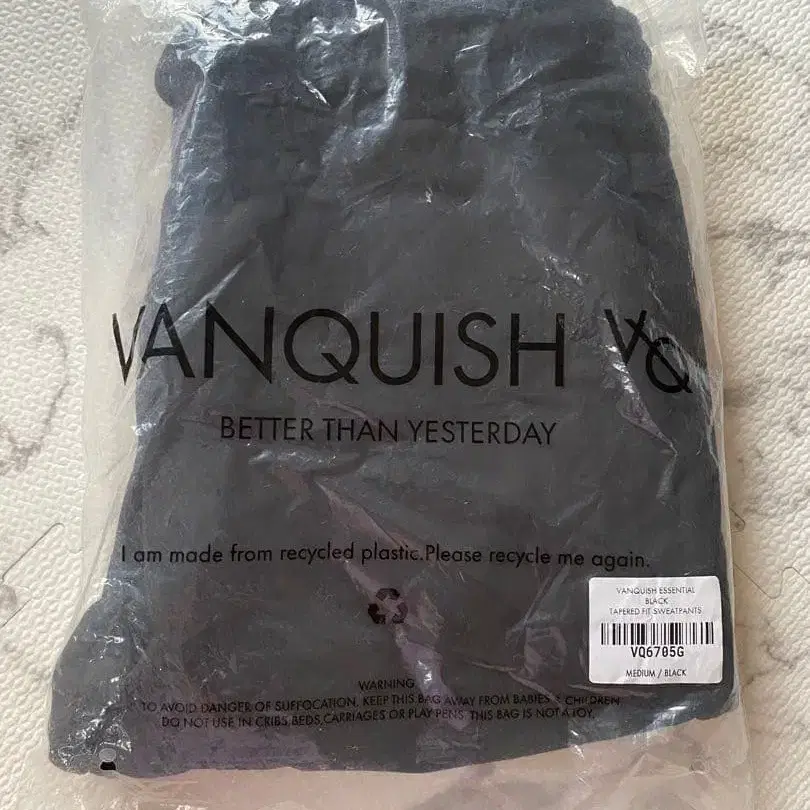 VANQUISH VQ
BETTER THAN YESTERDAY
I am made from recycled plastic.Please recycle me again.
VANQUISH ESSENTIAL
BLACK
TAPERED FIT SWEATPANTS
VQ6705G
MEDIUM / BLACK
WARNING
TO AVOID DANGER OF SUFFOCATION, KEEP THIS BAG AWAY FROM BABIES & CHILDREN
DO NOT USE IN CRIBS,BEDS,CARRIAGES OR PLAY PENS. THIS BAG IS NOT A TOY.